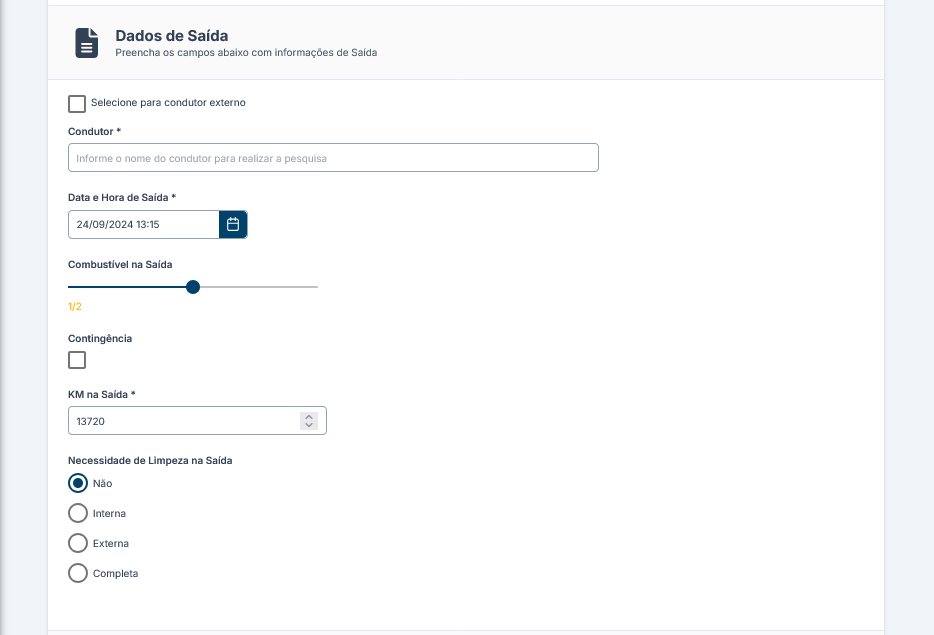 Dados de Saída
Preencha os campos abaixo com informações de Saída
Selecione para condutor externo
Condutor *
Informe o nome do condutor para realizar a pesquisa
Data e Hora de Saída *
24/09/2024 13:15
Combustível na Saída
1/2
Contingência
KM na Saída *
13720
Necessidade de Limpeza na Saída
Não
Interna
Externa
Completa